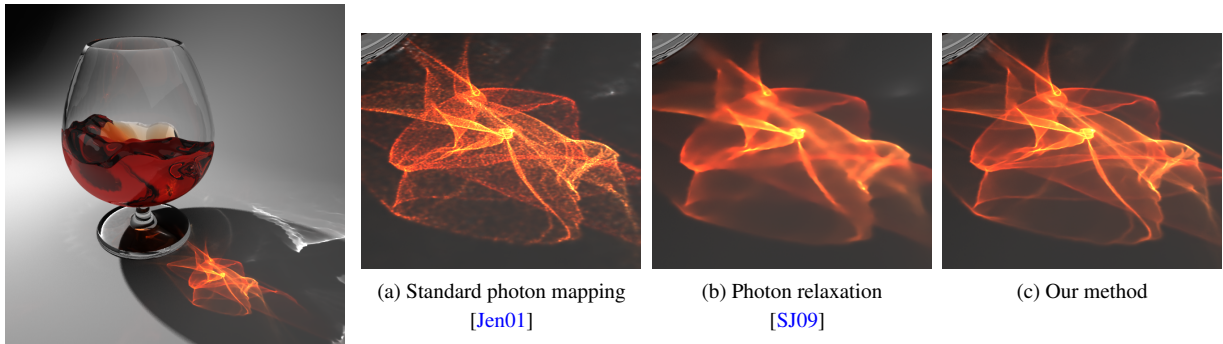 (a) Standard photon mapping
[Jen01]
(b) Photon relaxation
[SJ09]
(c) Our method